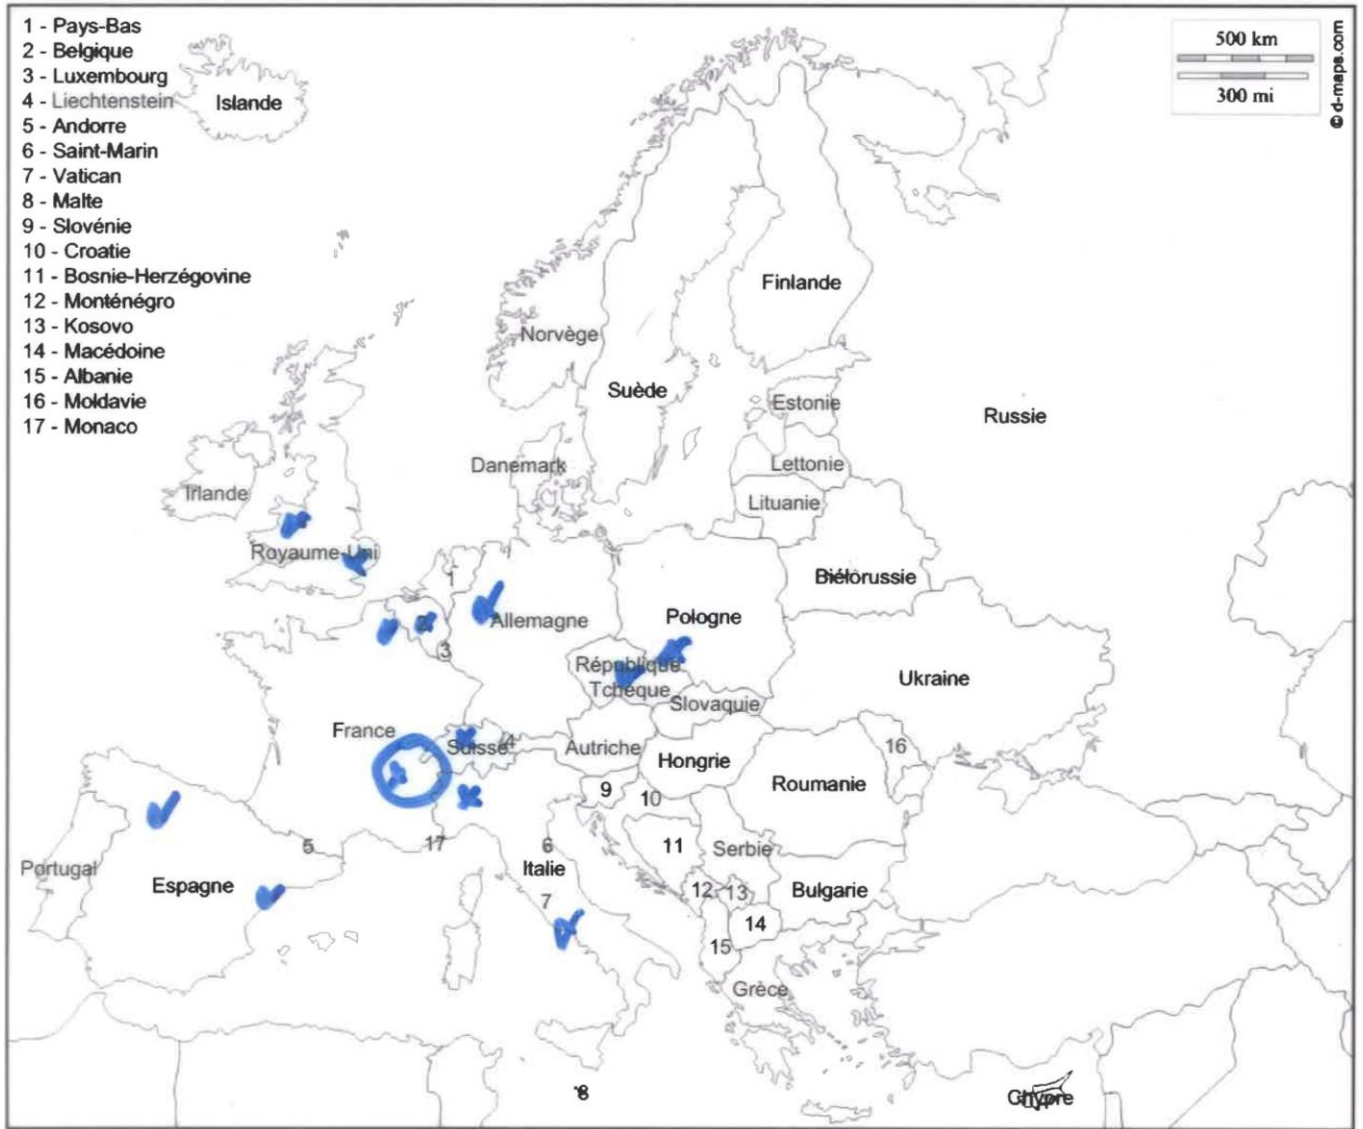 1 - Pays-Bas
2 - Belgique
3 - Luxembourg
4 - Liechtenstein
5 - Andorre
6 - Saint-Marin
7 - Vatican
8 - Malte
9 - Slovénie
10 - Croatie
11 - Bosnie-Herzégovine
12 - Monténégro
13 - Kosovo
14 - Macédoine
15 - Albanie
16 - Moldavie
17 - Monaco
500 km
300 mi
© d-maps.com
Islande
Finlande
Norvège
Suède
Russie
Estonie
Danemark
Lettonie
Irlande
Lituanie
Royaume-Uni
1
Biélorussie
2
Allemagne
Pologne
3
République
Tchèque
Ukraine
Slovaquie
France
Suisse
4
Autriche
16
Hongrie
Roumanie
9
10
5
17
6
11
Serbie
Portugal
Italie
Espagne
12
13
Bulgarie
7
14
15
Grèce
8
Chypre